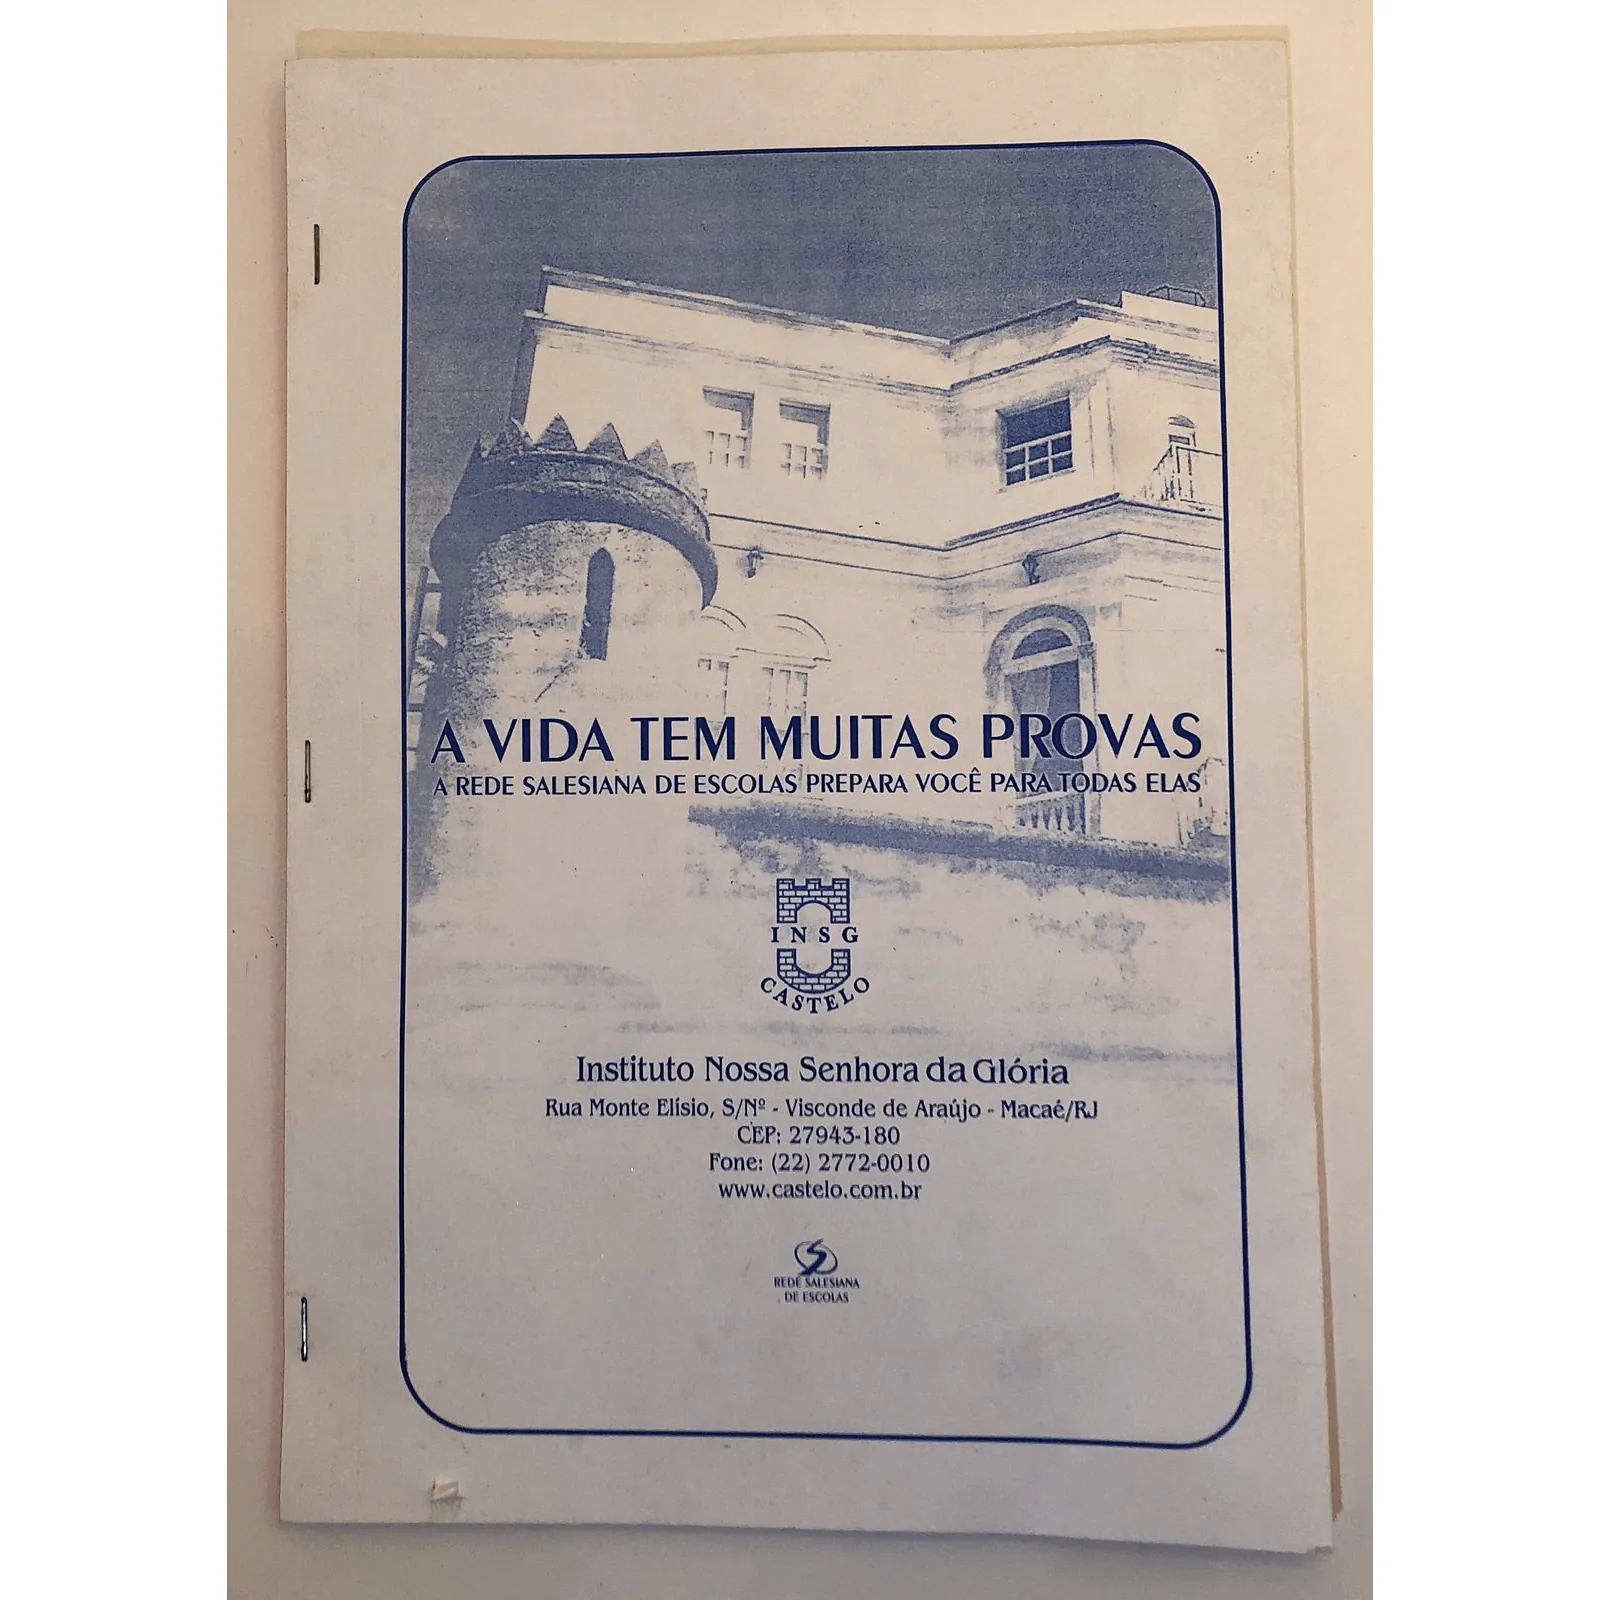 A VIDA TEM MUITAS PROVAS
A REDE SALESIANA DE ESCOLAS PREPARA VOCÊ PARA TODAS ELAS
INSG
CASTELO
Instituto Nossa Senhora da Glória
Rua Monte Elísio, S/Nº - Visconde de Araújo - Macaé/RJ
CEP: 27943-180
Fone: (22) 2772-0010
www.castelo.com.br
REDE SALESIANA
DE ESCOLAS